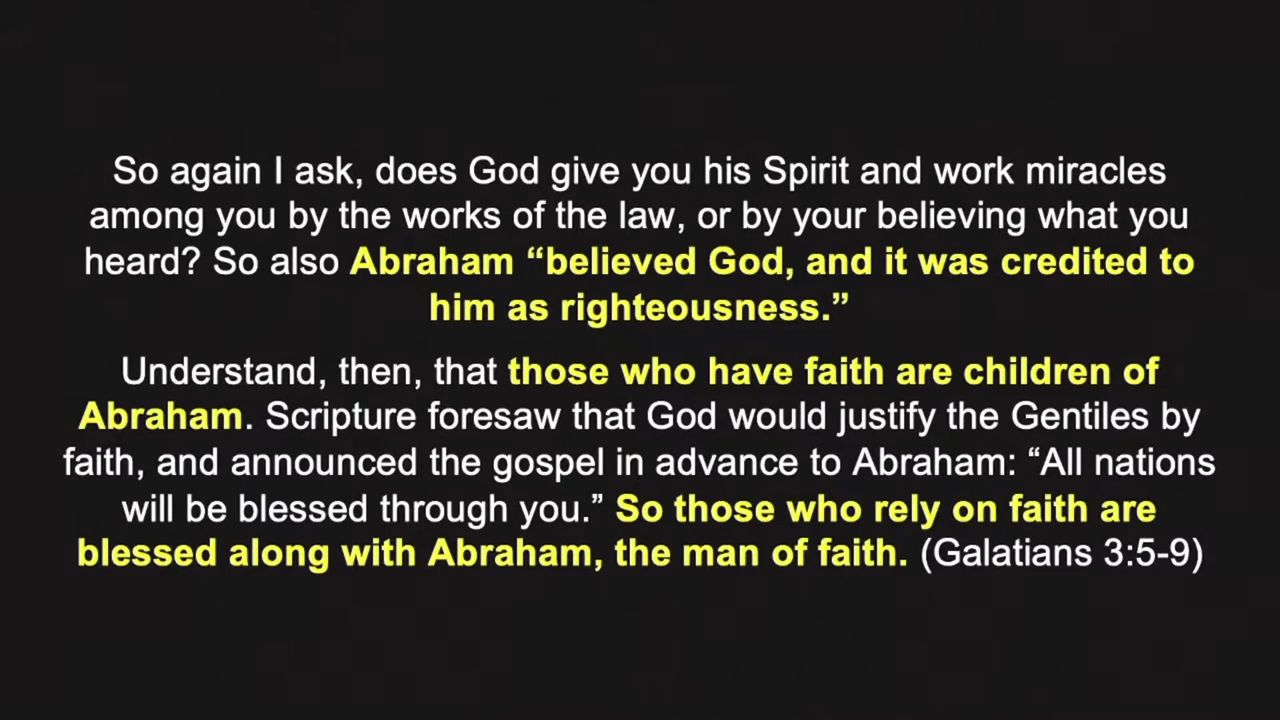 So again I ask, does God give you his Spirit and work miracles
among you by the works of the law, or by your believing what you
heard? So also Abraham “believed God, and it was credited to
him as righteousness.”
Understand, then, that those who have faith are children of
Abraham. Scripture foresaw that God would justify the Gentiles by
faith, and announced the gospel in advance to Abraham: “All nations
will be blessed through you.” So those who rely on faith are
blessed along with Abraham, the man of faith. (Galatians 3:5-9)